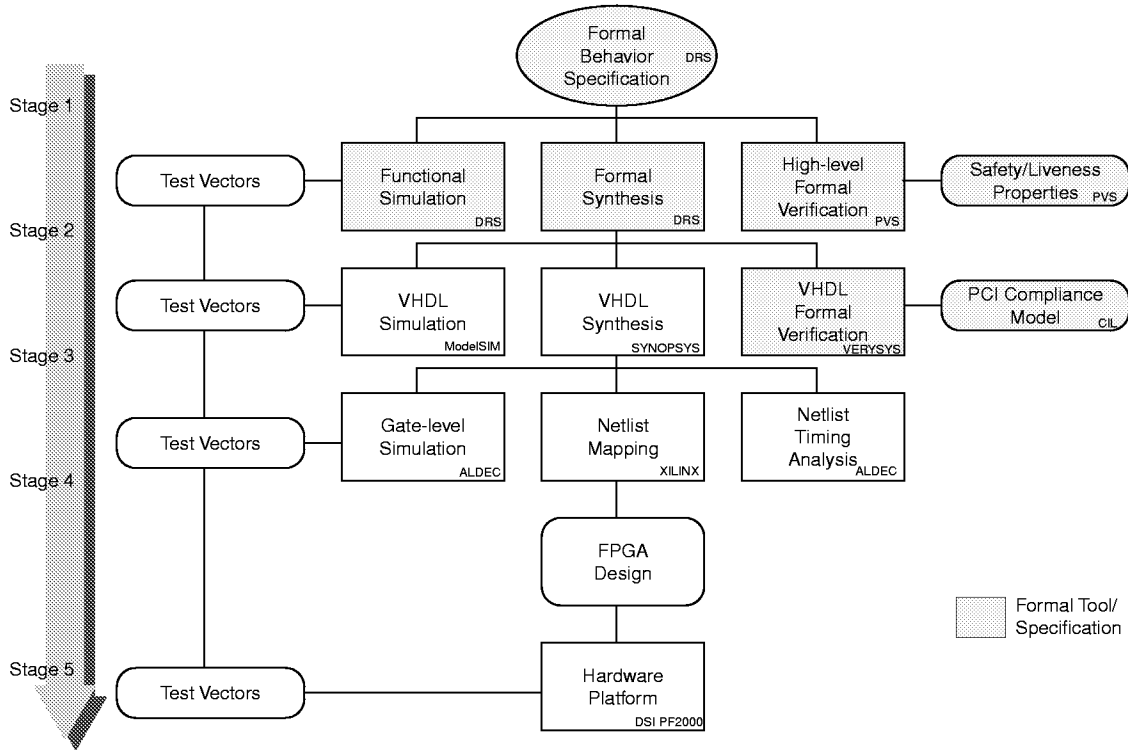 Formal
Behavior
Specification
DRS
Stage 1
Test Vectors
Functional
Simulation
DRS
Formal
Synthesis
DRS
High-level
Formal
Verification
PVS
Safety/Liveness
Properties
PVS
Stage 2
Test Vectors
VHDL
Simulation
ModelSIM
VHDL
Synthesis
SYNOPSYS
VHDL
Formal
Verification
VERYSYS
PCI Compliance
Model
CIL
Stage 3
Test Vectors
Gate-level
Simulation
ALDEC
Netlist
Mapping
XILINX
Netlist
Timing
Analysis
ALDEC
Stage 4
FPGA
Design
Formal Tool/
Specification
Stage 5
Test Vectors
Hardware
Platform
DSI PF2000